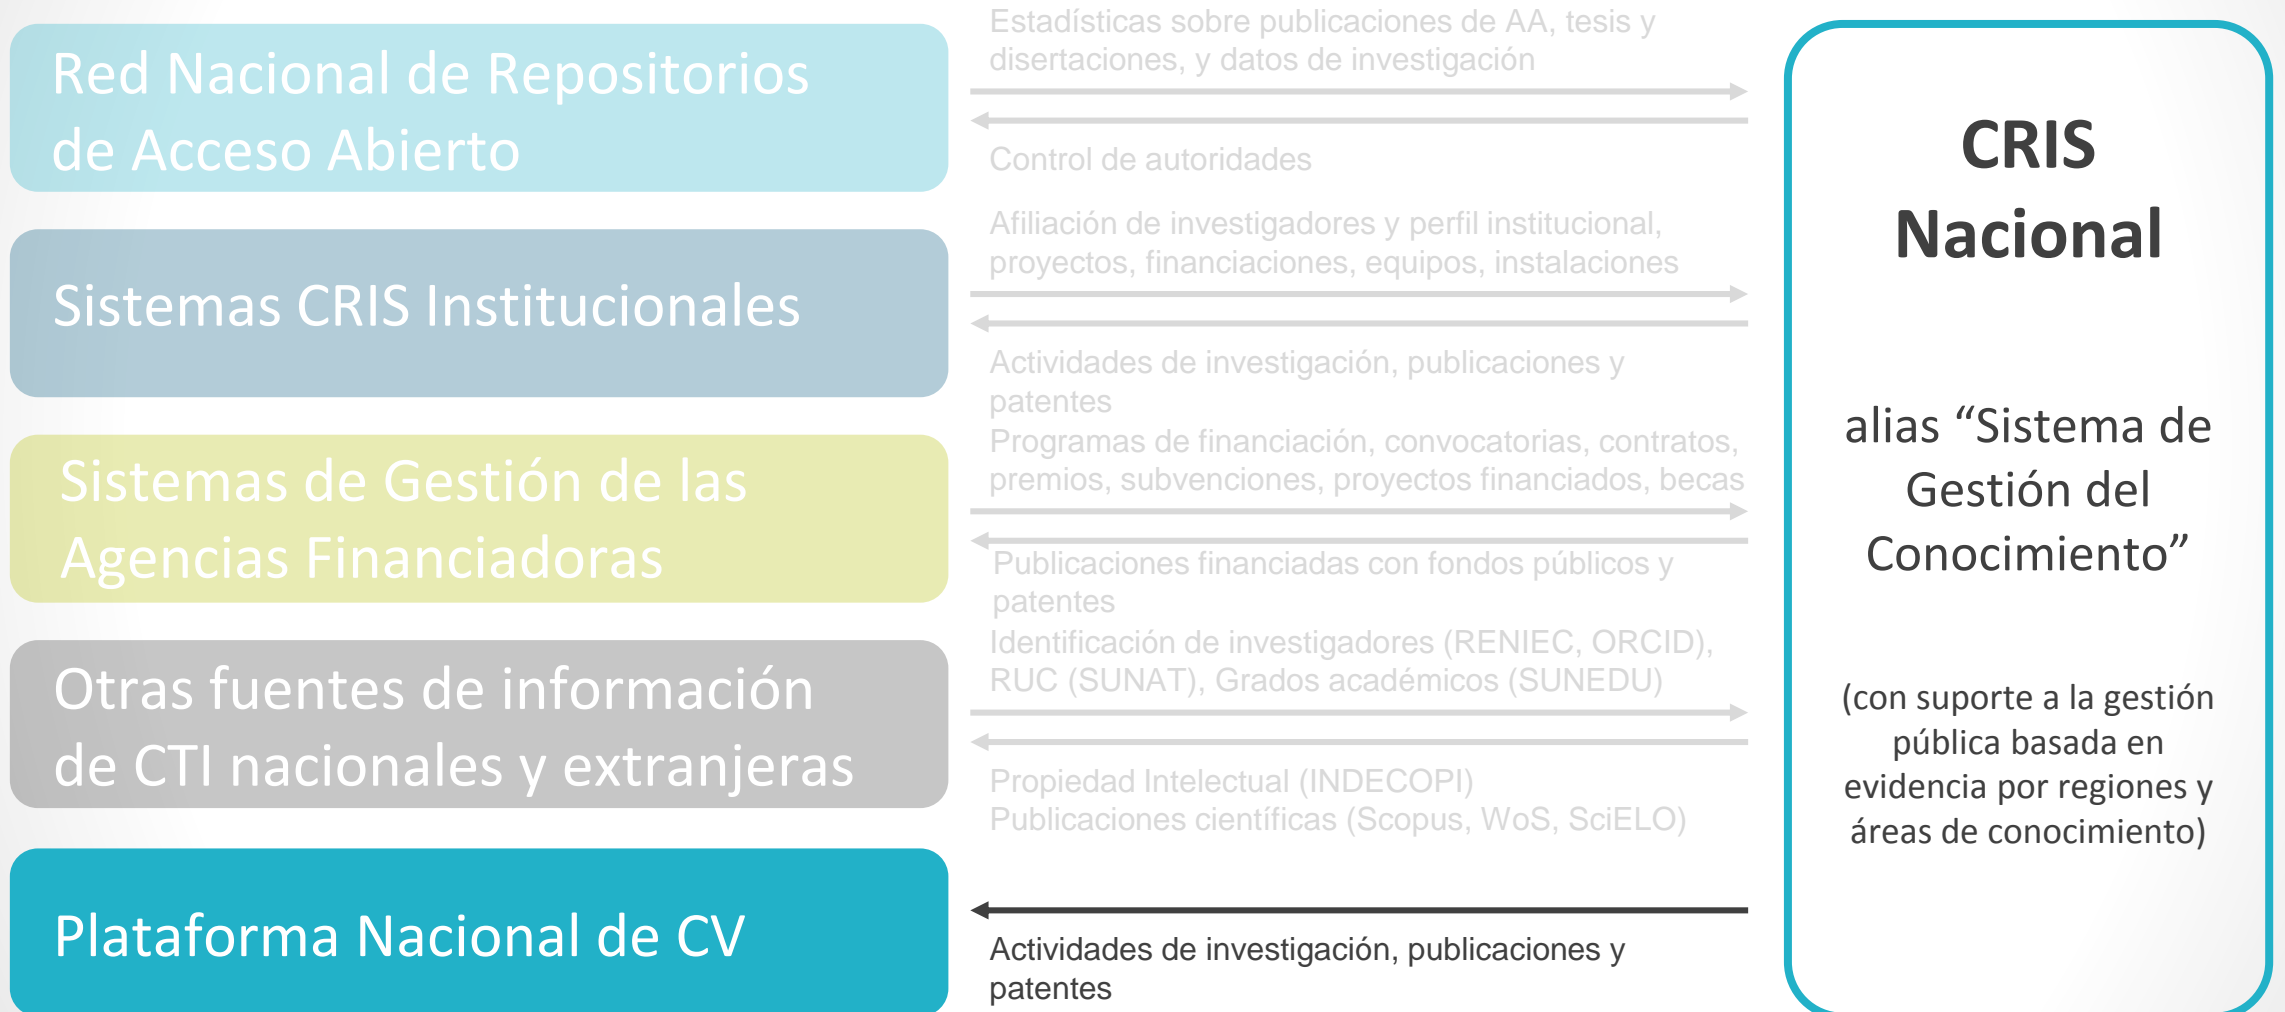 Red Nacional de Repositorios
de Acceso Abierto
Estadísticas sobre publicaciones de AA, tesis y
disertaciones, y datos de investigación
Control de autoridades
Sistemas CRIS Institucionales
Afiliación de investigadores y perfil institucional,
proyectos, financiaciones, equipos, instalaciones
Actividades de investigación, publicaciones y
patentes
Sistemas de Gestión de las
Agencias Financiadoras
Programas de financiación, convocatorias, contratos,
premios, subvenciones, proyectos financiados, becas
Publicaciones financiadas con fondos públicos y
patentes
Otras fuentes de información
de CTI nacionales y extranjeras
Identificación de investigadores (RENIEC, ORCID),
RUC (SUNAT), Grados académicos (SUNEDU)
Propiedad Intelectual (INDECOPI)
Publicaciones científicas (Scopus, WoS, SciELO)
Plataforma Nacional de CV
Actividades de investigación, publicaciones y
patentes
CRIS
Nacional
alias “Sistema de
Gestión del
Conocimiento”
(con suporte a la gestión
pública basada en
evidencia por regiones y
áreas de conocimiento)